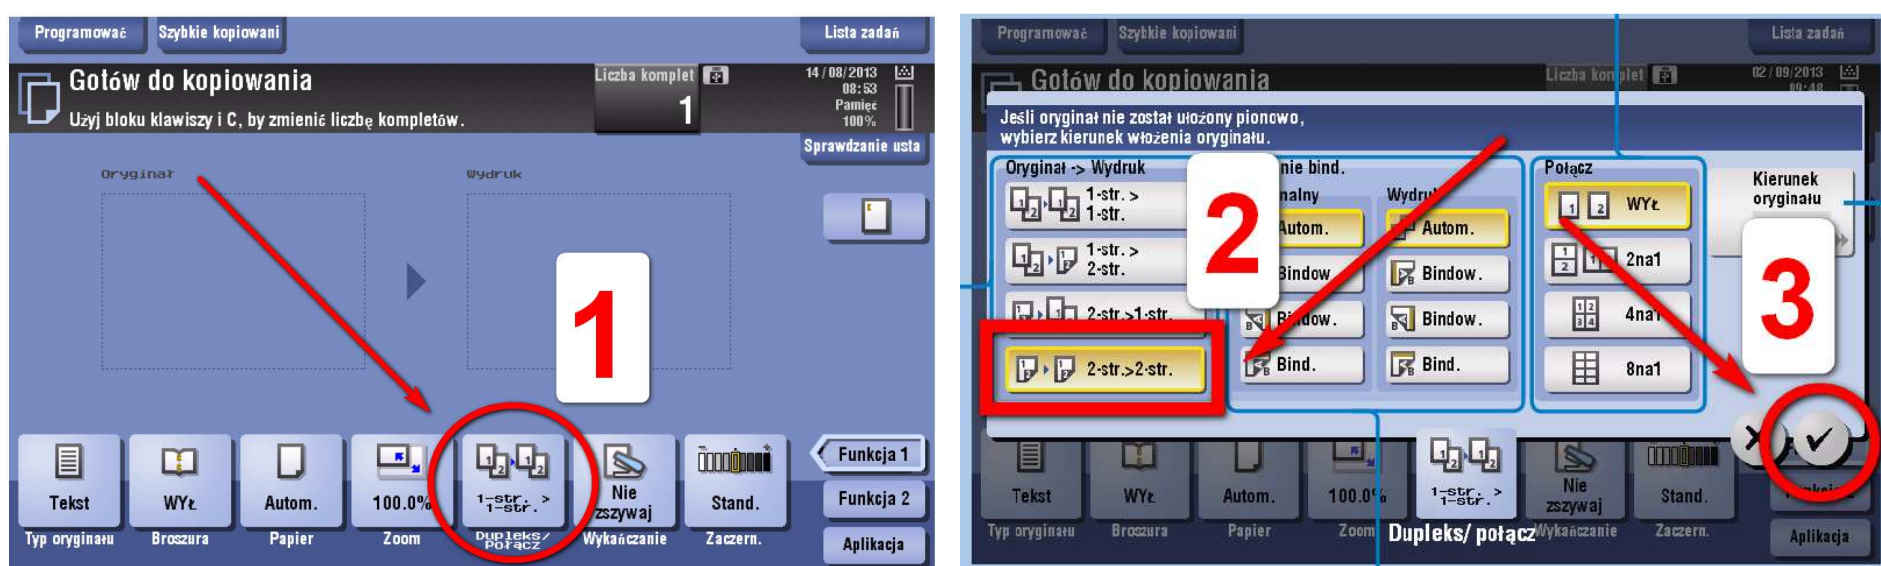 Programować
Szybkie kopiowani
Lista zadań
Gotów do kopiowania
Użyj bloku klawiszy i C, by zmienić liczbę kompletów.
Liczba komplet
1
14/08/2013
08:53
Pamięć
100%
Sprawdzanie usta
Oryginał
Wydruk
1
Tekst
WYŁ
Autom.
100.0%
1-str. >
1-str.
Nie
zszywaj
Stand.
Typ oryginału
Broszura
Papier
Zoom
Dupleks/
Połącz
Wykańczanie
Zaczern.
Funkcja 1
Funkcja 2
Aplikacja
Programować
Szybkie kopiowani
Lista zadań
Gotów do kopiowania
Liczba komplet
02/09/2013
09:48
Jeśli oryginał nie został ułożony pionowo,
wybierz kierunek włożenia oryginału.
Oryginał -> Wydruk
1-str. >
1-str.
1-str. >
2-str.
2-str.>1-str.
2-str.>2-str.
2
nie bind.
nalny
Autom.
Bindow
Bindow.
Bind.
Wydru
Autom.
Bindow.
Bindow.
Bind.
Połącz
WYŁ
2na1
4na1
8na1
Kierunek
oryginału
3
Tekst
WYŁ
Autom.
100.0%
1-str. >
1-str.
Nie
zszywaj
Stand.
Typ oryginału
Broszura
Papier
Zoom
Dupleks/ połącz
Wykańczanie
Zaczern.
Aplikacja